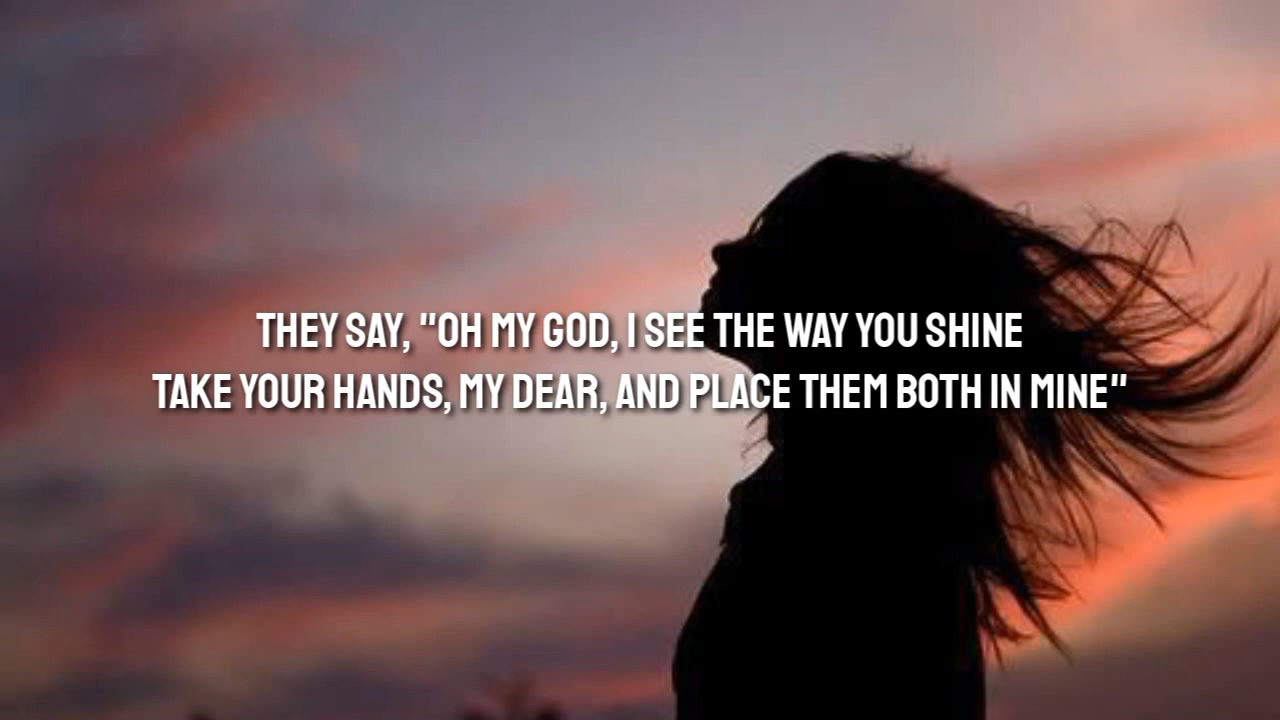 THEY SAY, "OH MY GOD, I SEE THE WAY YOU SHINE
TAKE YOUR HANDS, MY DEAR, AND PLACE THEM BOTH IN MINE"